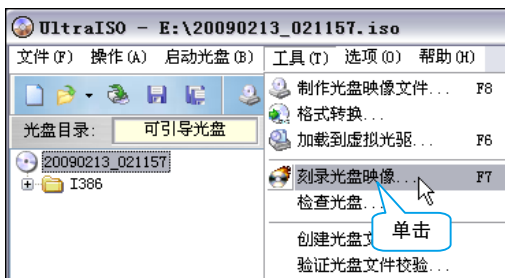 UltraISO - E:\20090213_021157.iso
文件(F) 操作(A) 启动光盘(B) 工具(T) 选项(O) 帮助(H)
制作光盘映像文件... F8
格式转换...
光盘目录: 可引导光盘
加载到虚拟光驱... F6
20090213_021157
I386
刻录光盘映像... F7
检查光盘...
单击
创建光盘文
验证光盘文件校验...